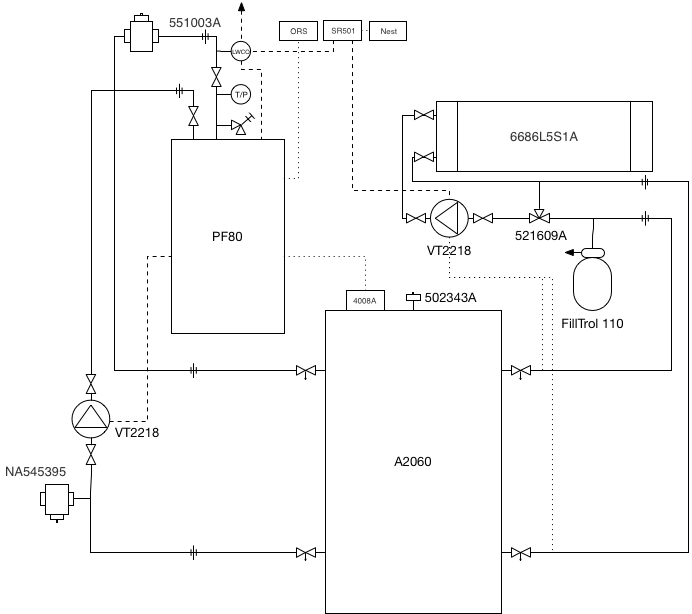 551003A
ORS
SR501
Nest
LWCO
T/P
6686L5S1A
PF80
521609A
VT2218
4008A
502343A
FillTrol 110
VT2218
A2060
NA545395